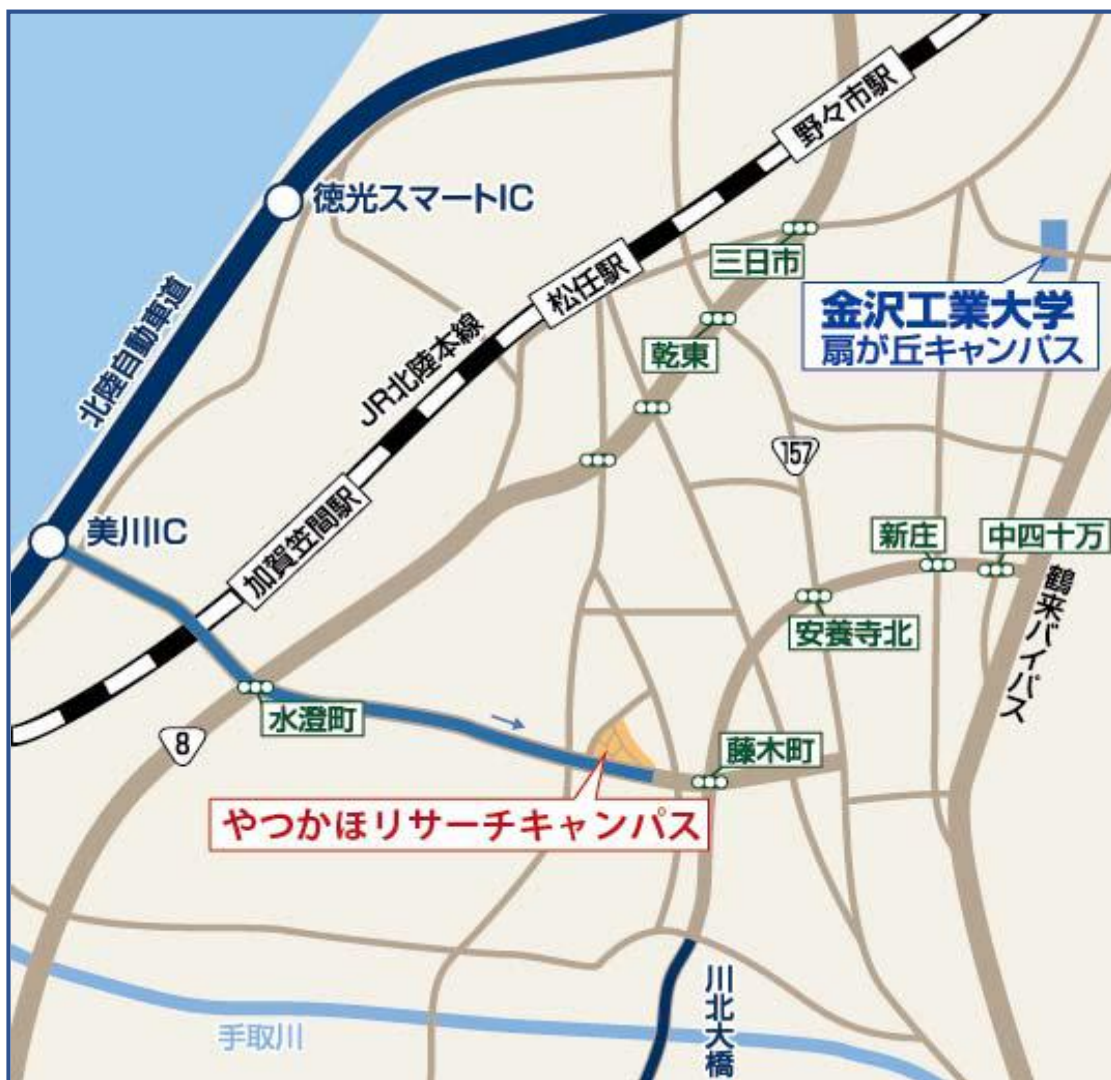 野々市駅
徳光スマートIC
三日市
松任駅
金沢工業大学
扇が丘キャンパス
乾東
JR北陸本線
北陸自動車道
157
美川IC
加賀笠間駅
新庄
中四十万
鶴来バイパス
安養寺北
水澄町
8
藤木町
やつかほリサーチキャンパス
川北大橋
手取川